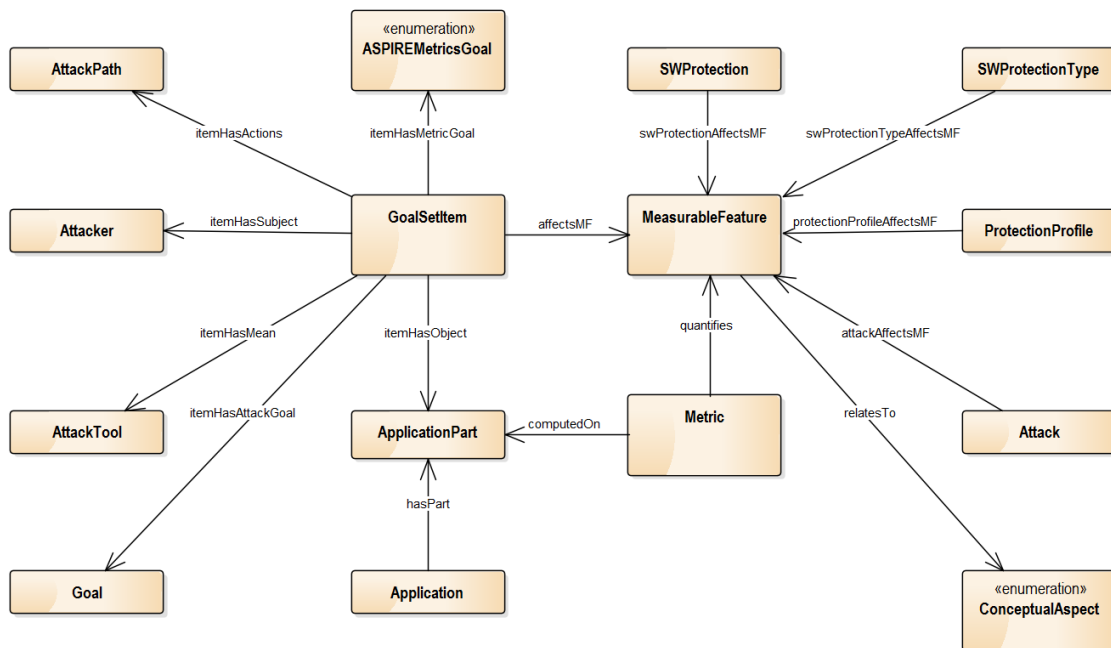 «enumeration»
ASPIREMetricsGoal
AttackPath
SWProtection
SWProtectionType
itemHasActions
itemHasMetricGoal
swProtectionAffectsMF
swProtectionTypeAffectsMF
Attacker
itemHasSubject
GoalSetItem
affectsMF
MeasurableFeature
protectionProfileAffectsMF
ProtectionProfile
itemHasMean
itemHasObject
quantifies
attackAffectsMF
itemHasAttackGoal
relatesTo
AttackTool
ApplicationPart
computedOn
Metric
Attack
hasPart
Goal
Application
«enumeration»
ConceptualAspect